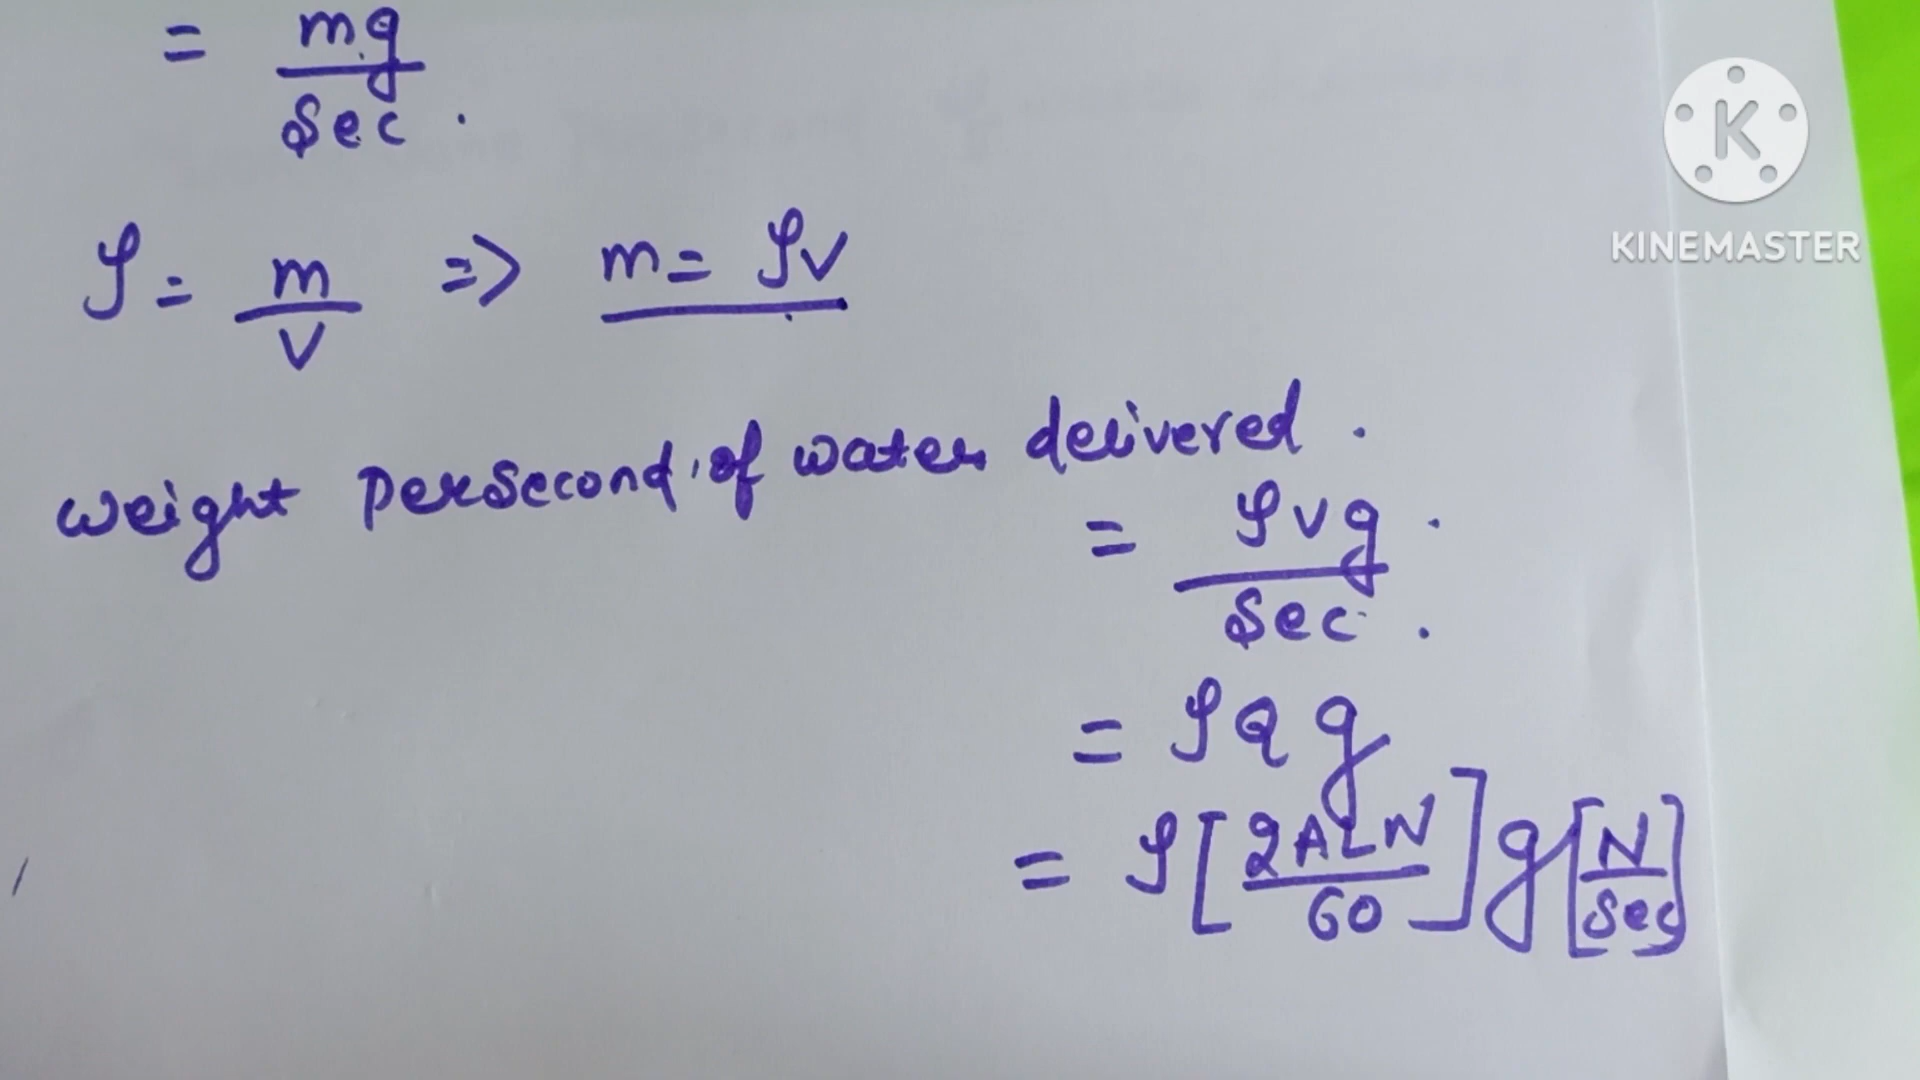 = mg / Sec.
ρ = m / V => m = ρV
weight Persecond of water delivered.
= ρVg / Sec.
= ρQg
= ρ[2ALN / 60]g[N / Sec]
K
KINEMASTER